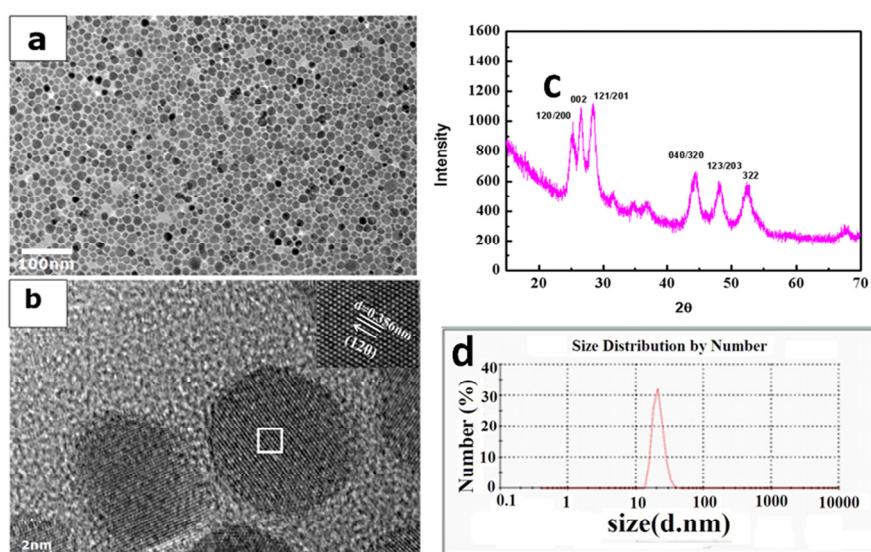 a
100nm
b
d=0.356nm
(120)
2nm
c
1600
1400
1200
1000
800
600
400
200
0
Intensity
120/200
002
121/201
040/320
123/203
322
20
30
40
50
60
70
2θ
d
Size Distribution by Number
40
30
20
10
0
Number (%)
0.1
1
10
100
1000
10000
size(d.nm)